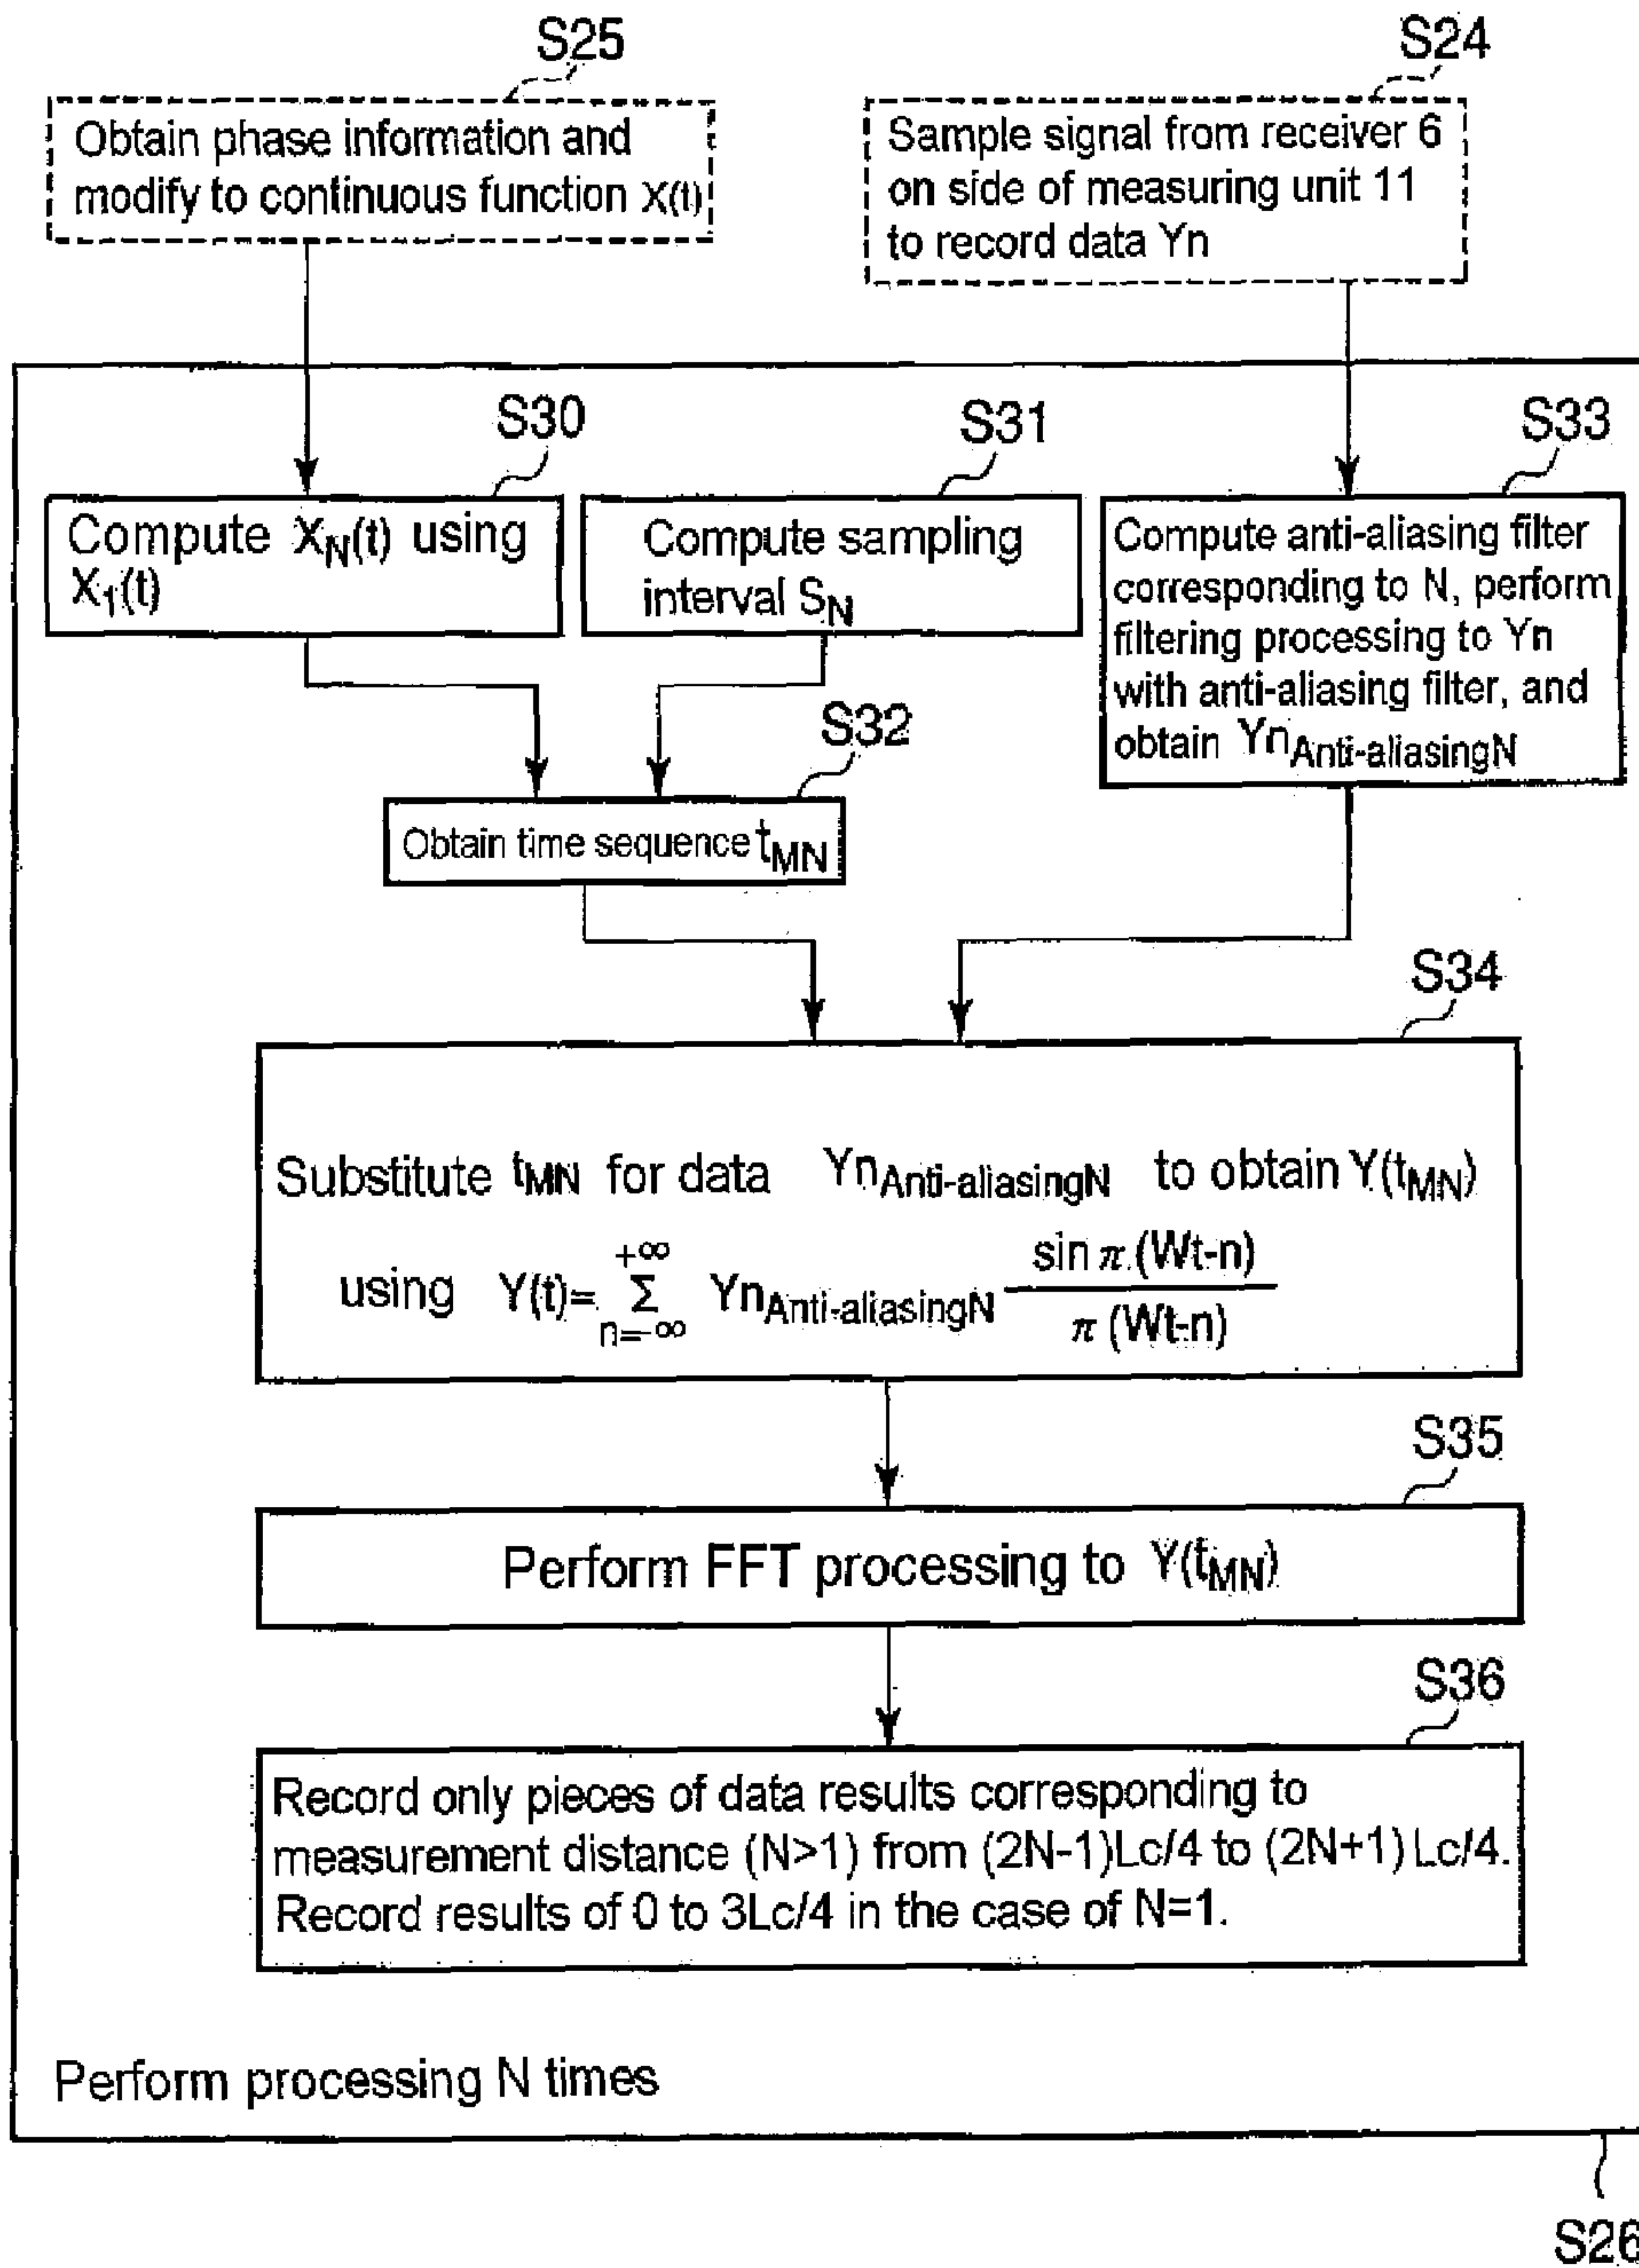 S25
Obtain phase information and
modify to continuous function X(t)
S24
Sample signal from receiver 6
on side of measuring unit 11
to record data Yn
S30
Compute X_N(t) using
X_1(t)
S31
Compute sampling
interval S_N
S33
Compute anti-aliasing filter
corresponding to N, perform
filtering processing to Yn
with anti-aliasing filter, and
obtain Yn_Anti-aliasingN
S32
Obtain time sequence t_MN
S34
Substitute t_MN for data Yn_Anti-aliasingN to obtain Y(t_MN)
using Y(t)= +∞ Σ n=-∞ Yn_Anti-aliasingN sin π (Wt-n) / π (Wt-n)
S35
Perform FFT processing to Y(t_MN)
S36
Record only pieces of data results corresponding to
measurement distance (N>1) from (2N-1)Lc/4 to (2N+1) Lc/4.
Record results of 0 to 3Lc/4 in the case of N=1.
Perform processing N times
S26